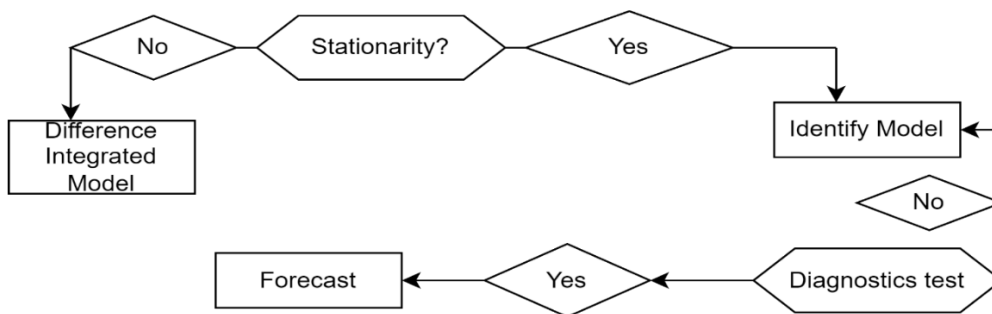 No
Stationarity?
Yes
Difference
Integrated
Model
Identify Model
No
Forecast
Yes
Diagnostics test